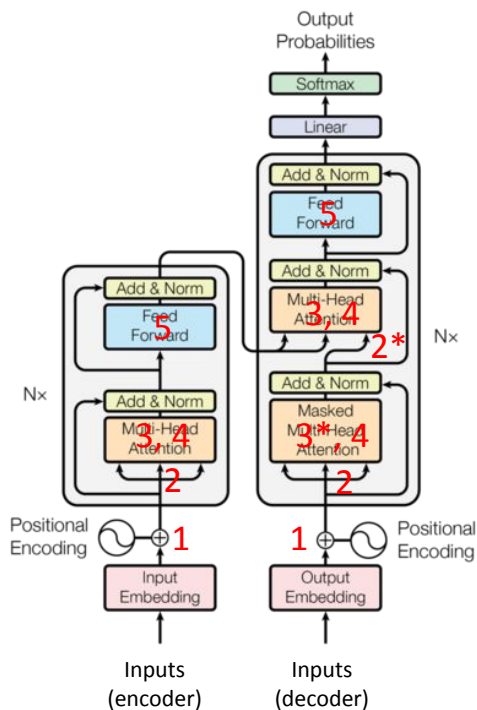 Output
Probabilities
Softmax
Linear
Add & Norm
Feed
Forward
5
Add & Norm
Multi-Head
Attention
3, 4
2*
Add & Norm
Masked
Multi-Head
Attention
3*, 4
2
N×
Add & Norm
Feed
Forward
5
N×
Add & Norm
Multi-Head
Attention
3, 4
2
Positional
Encoding
1
1
Positional
Encoding
Input
Embedding
Output
Embedding
Inputs
(encoder)
Inputs
(decoder)